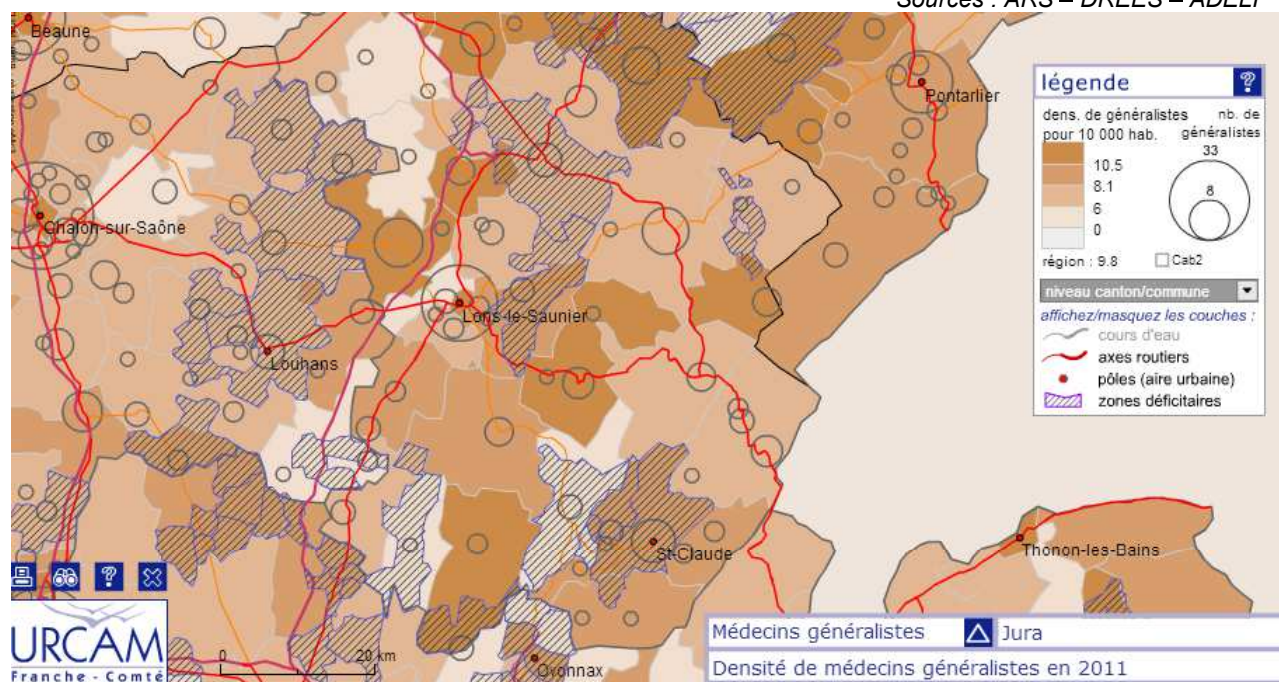 Sources : ARS – DREES – ADELI
Beaune
Pontarlier
Chalon-sur-Saône
Lons-le-Saunier
Louhans
St-Claude
Thonon-les-Bains
Oyonnax
légende ?
dens. de généralistes
pour 10 000 hab.
nb. de
généralistes
10.5
8.1
6
0
33
8
région : 9.8
Cab2
niveau canton/commune
affichez/masquez les couches :
cours d'eau
axes routiers
pôles (aire urbaine)
zones déficitaires
?
0 20 km
URCAM
Franche - Comté
Médecins généralistes Jura
Densité de médecins généralistes en 2011